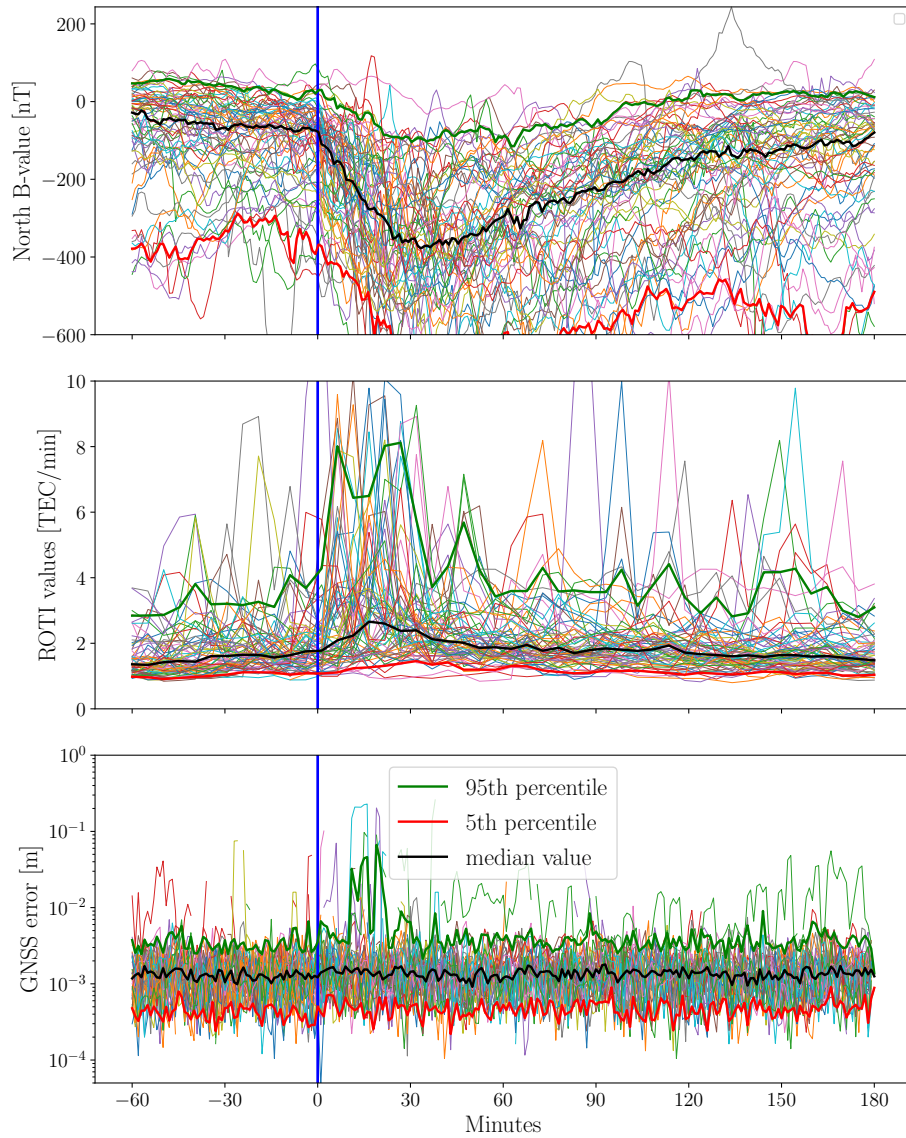 200
0
−200
−400
−600
North B-value [nT]
10
8
6
4
2
0
ROTI values [TEC/min]
10^0
10^−1
10^−2
10^−3
10^−4
GNSS error [m]
95th percentile
5th percentile
median value
−60 −30 0 30 60 90 120 150 180
Minutes